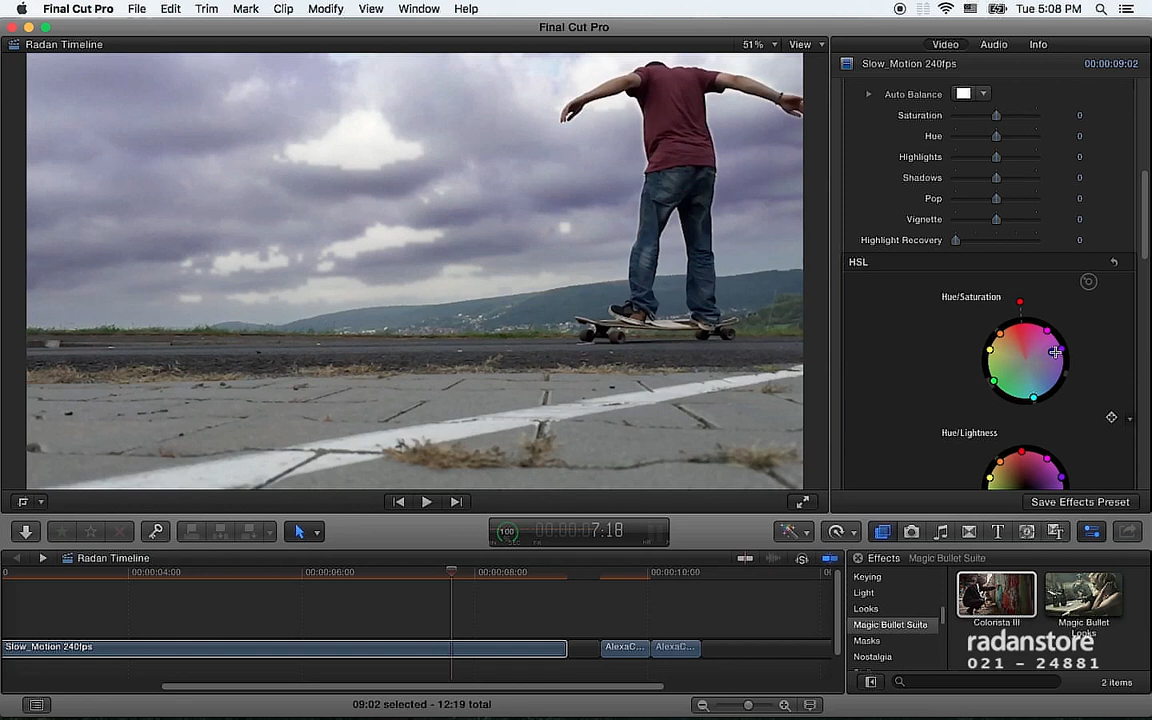 Final Cut Pro File Edit Trim Mark Clip Modify View Window Help Tue 5:08 PM
Final Cut Pro
Radan Timeline 51% View Video Audio Info
Slow_Motion 240fps 00:00:09:02
Auto Balance
Saturation 0
Hue 0
Highlights 0
Shadows 0
Pop 0
Vignette 0
Highlight Recovery 0
HSL
Hue/Saturation
Hue/Lightness
Save Effects Preset
100 7:18
Radan Timeline Effects Magic Bullet Suite
00:00:04:00 00:00:06:00 00:00:08:00 00:00:10:00
Keying
Light
Looks
Magic Bullet Suite
Masks
Nostalgia
Colorista III Magic Bullet Looks
Slow_Motion 240fps AlexaC... AlexaC...
radanstore
021 - 24881
2 items
09:02 selected - 12:19 total